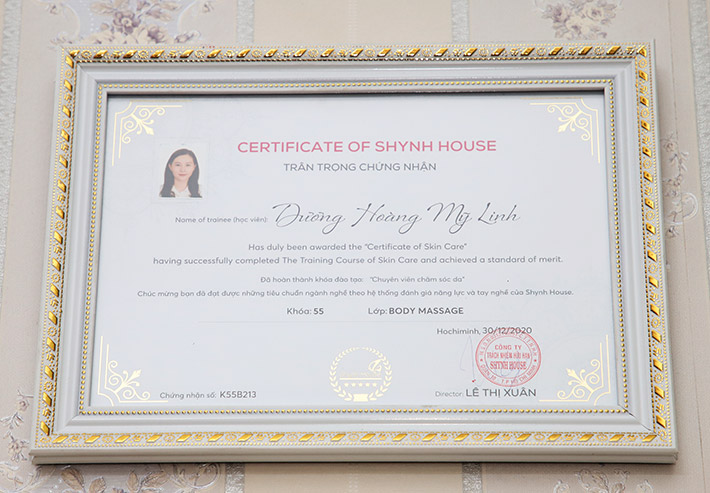 CERTIFICATE OF SHYNH HOUSE
TRÂN TRỌNG CHỨNG NHẬN
Name of trainee (học viên): Dương Hoàng Mỹ Linh
Has duly been awarded the "Certificate of Skin Care"
having successfully completed The Training Course of Skin Care and achieved a standard of merit.
Đã hoàn thành khóa đào tạo: "Chuyên viên chăm sóc da"
Chúc mừng bạn đã đạt được những tiêu chuẩn ngành nghề theo hệ thống đánh giá năng lực và tay nghề của Shynh House.
Khóa: 55 Lớp: BODY MASSAGE
Hochiminh, 30/12/2020
CÔNG TY
TRÁCH NHIỆM HỮU HẠN
SHYNH HOUSE
Chứng nhận số: K55B213
Director: LÊ THỊ XUÂN